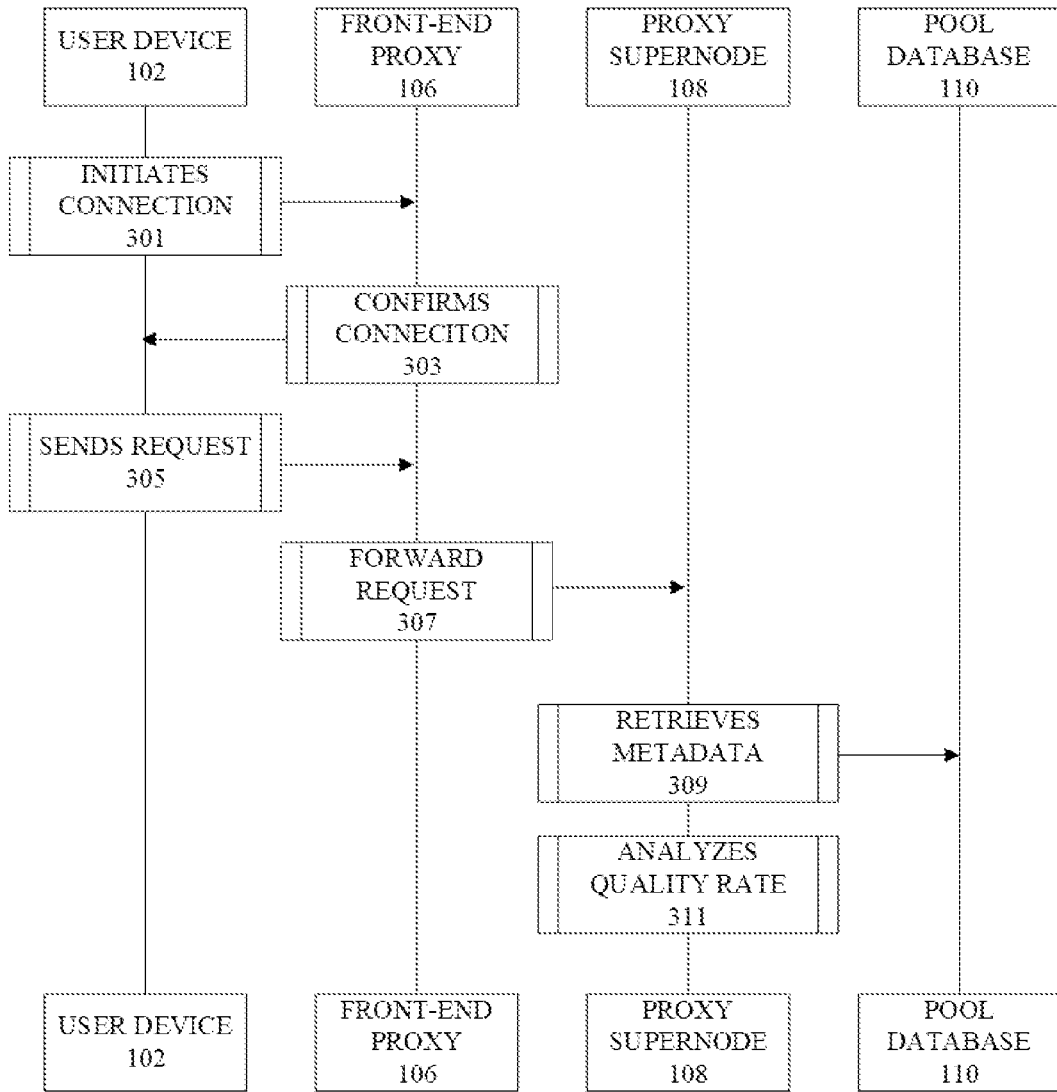 USER DEVICE
102
FRONT-END
PROXY
106
PROXY
SUPERNODE
108
POOL
DATABASE
110
INITIATES
CONNECTION
301
CONFIRMS
CONNECITON
303
SENDS REQUEST
305
FORWARD
REQUEST
307
RETRIEVES
METADATA
309
ANALYZES
QUALITY RATE
311
USER DEVICE
102
FRONT-END
PROXY
106
PROXY
SUPERNODE
108
POOL
DATABASE
110